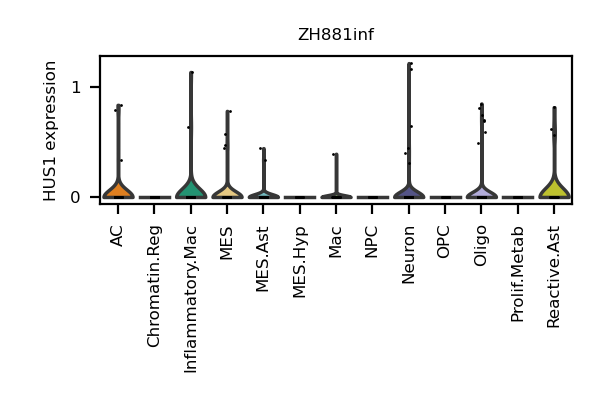 ZH881inf
HUS1 expression
1
0
AC
Chromatin.Reg
Inflammatory.Mac
MES
MES.Ast
MES.Hyp
Mac
NPC
Neuron
OPC
Oligo
Prolif.Metab
Reactive.Ast